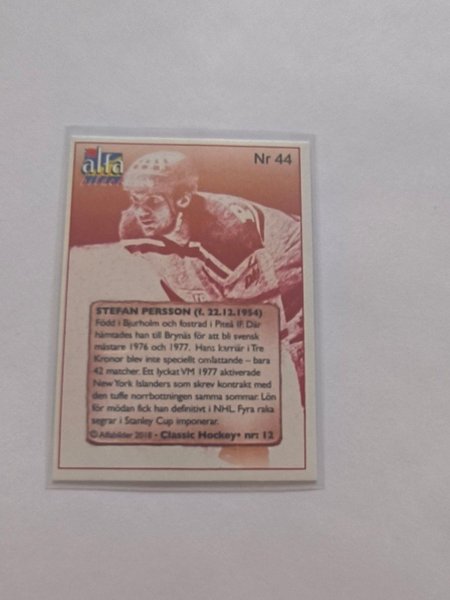 alfa
Nr 44
STEFAN PERSSON (f. 22.12.1954)
Född i Bjurholm och fostrad i Piteå IF. Där
hämtades han till Brynäs för att bli svensk
mästare 1976 och 1977. Hans karriär i Tre
Kronor blev inte speciellt omfattande – bara
42 matcher. Ett lyckat VM 1977 aktiverade
New York Islanders som skrev kontrakt med
den tuffe norrbottningen samma sommar. Lön
för mödan fick han definitivt i NHL. Fyra raka
segrar i Stanley Cup imponerar.
© Alfabilder 2018 • Classic Hockey • nr: 12